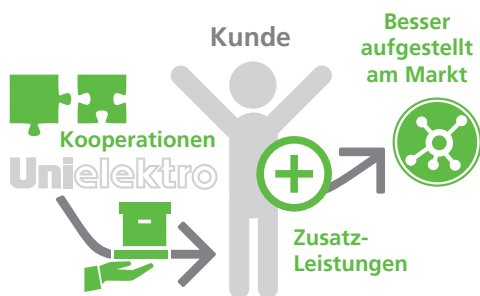 Kunde
Besser
aufgestellt
am Markt
Kooperationen
Unielektro
Zusatz-
Leistungen